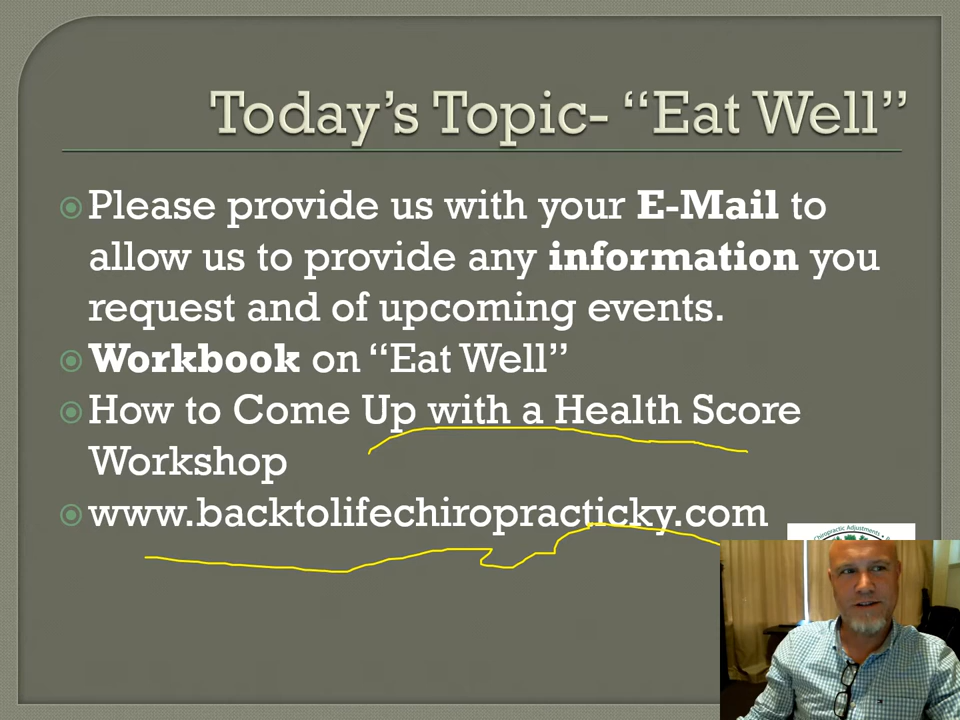 Today’s Topic- “Eat Well”
Please provide us with your E-Mail to
allow us to provide any information you
request and of upcoming events.
Workbook on “Eat Well”
How to Come Up with a Health Score
Workshop
www.backtolifechiropracticky.com
Chiropractic Adjustments